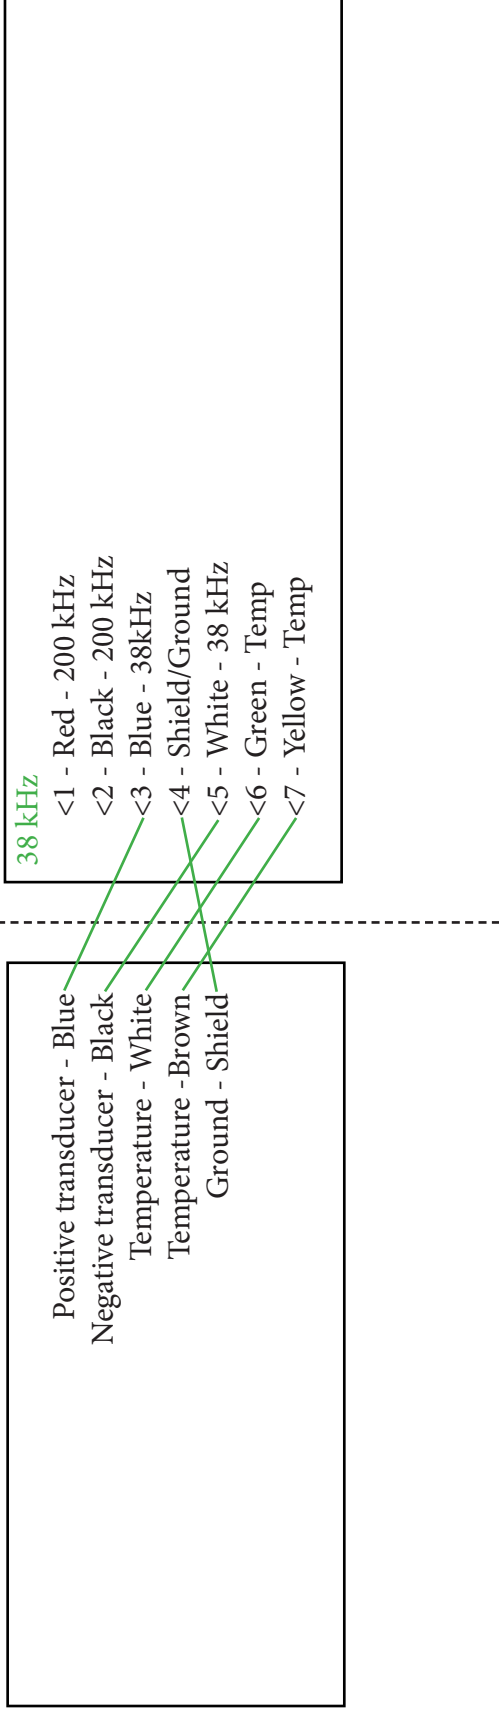 Positive transducer - Blue
Negative transducer - Black
Temperature - White
Temperature -Brown
Ground - Shield
38 kHz
<1 - Red - 200 kHz
<2 - Black - 200 kHz
<3 - Blue - 38kHz
<4 - Shield/Ground
<5 - White - 38 kHz
<6 - Green - Temp
<7 - Yellow - Temp